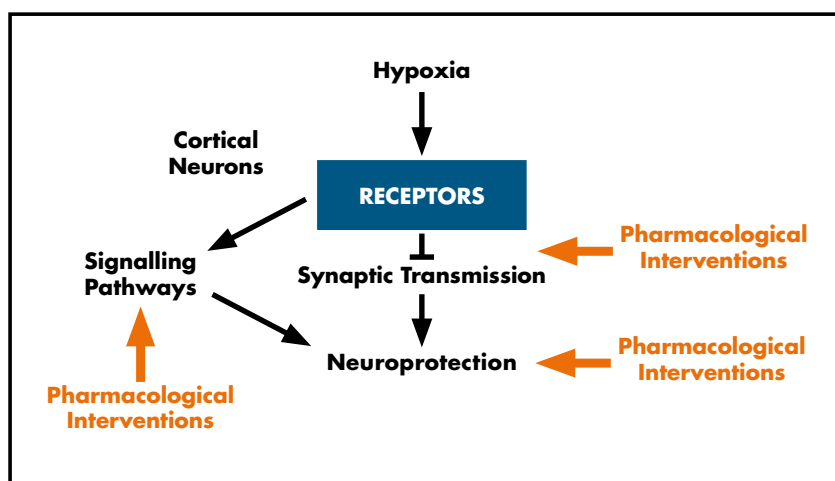 Hypoxia
Cortical
Neurons
RECEPTORS
Pharmacological
Interventions
Signalling
Pathways
Synaptic Transmission
Neuroprotection
Pharmacological
Interventions
Pharmacological
Interventions